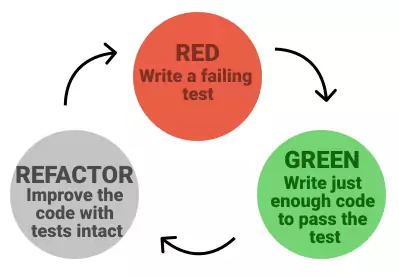 RED
Write a failing
test
GREEN
Write just
enough code
to pass the
test
REFACTOR
Improve the
code with
tests intact